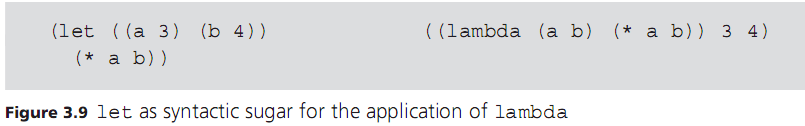 (let ((a 3) (b 4))
(* a b))
((lambda (a b) (* a b)) 3 4)
Figure 3.9 let as syntactic sugar for the application of lambda